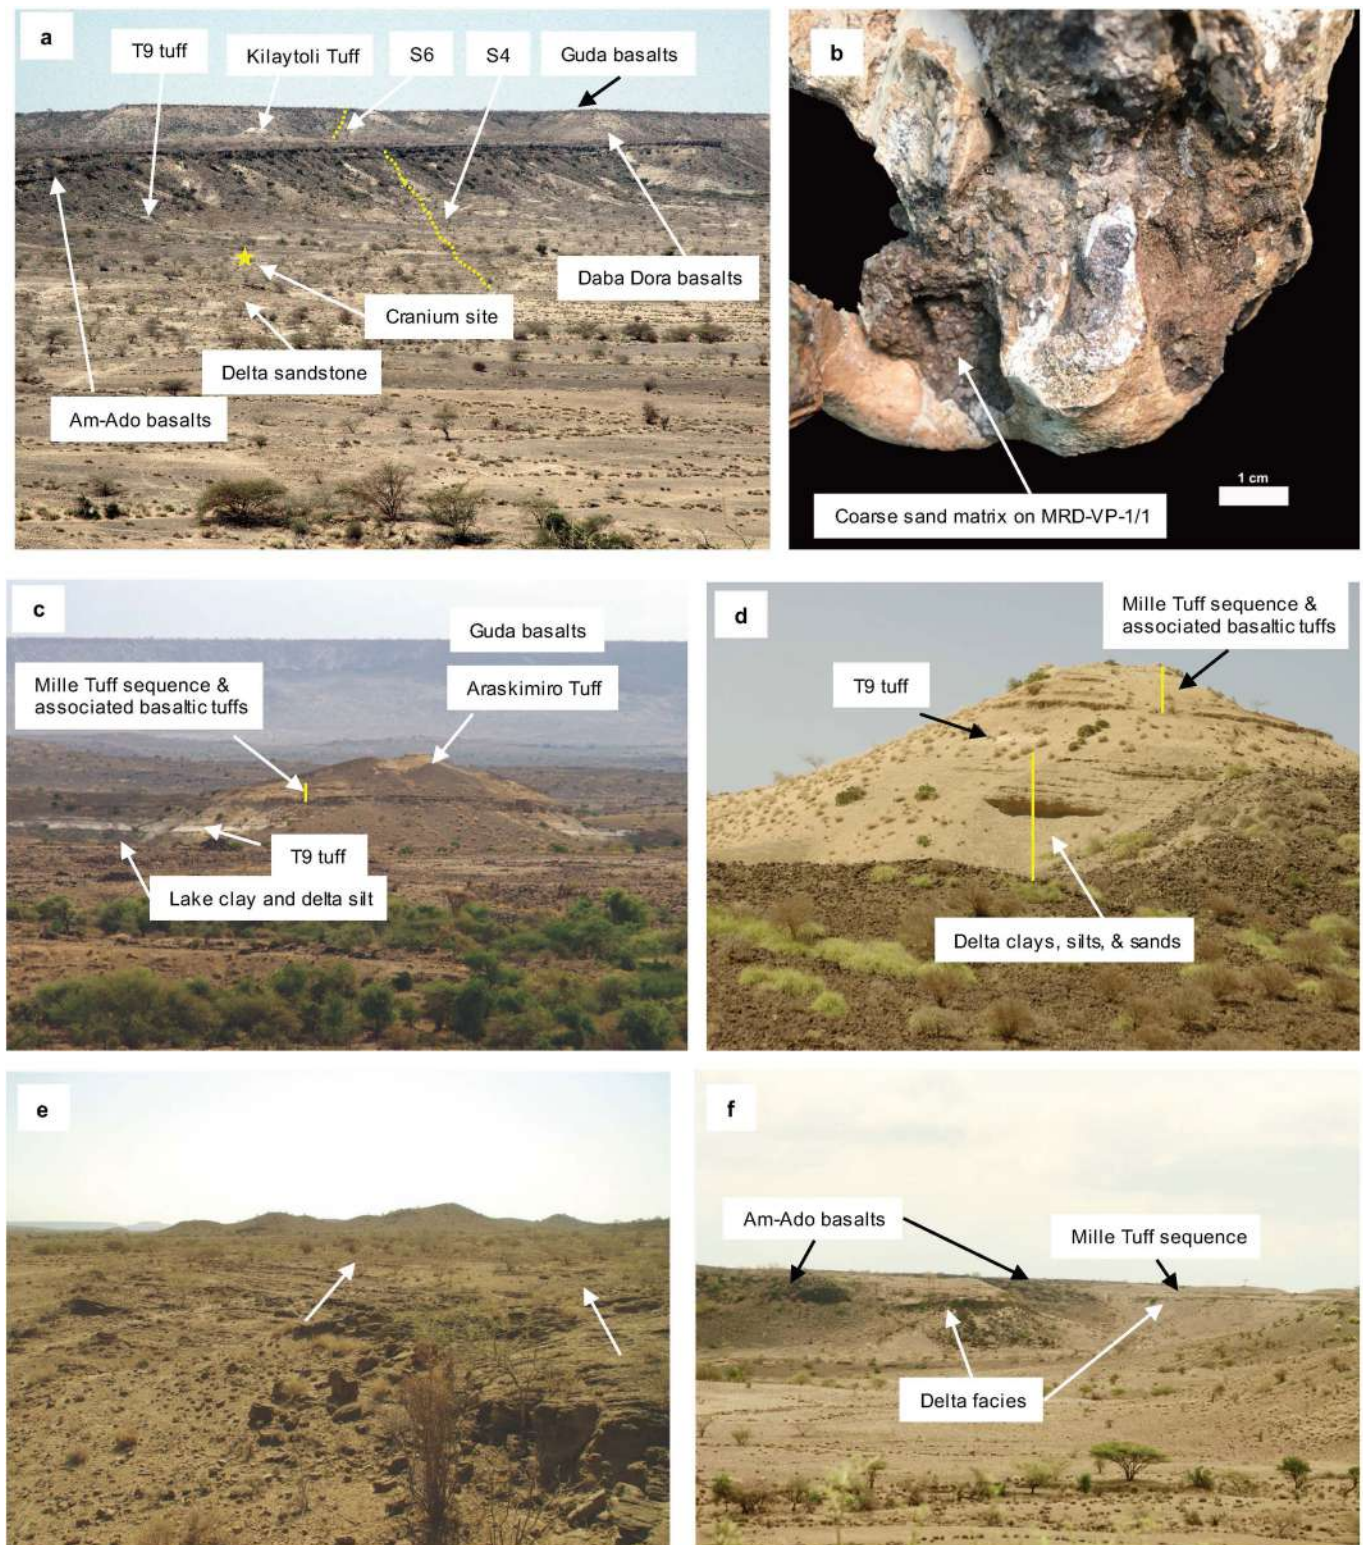 a
T9 tuff
Kilaytoli Tuff
S6
S4
Guda basalts
Daba Dora basalts
Cranium site
Delta sandstone
Am-Ado basalts
b
1 cm
Coarse sand matrix on MRD-VP-1/1
c
Guda basalts
Mille Tuff sequence &
associated basaltic tuffs
Araskimiro Tuff
T9 tuff
Lake clay and delta silt
d
Mille Tuff sequence &
associated basaltic tuffs
T9 tuff
Delta clays, silts, & sands
e
f
Am-Ado basalts
Mille Tuff sequence
Delta facies